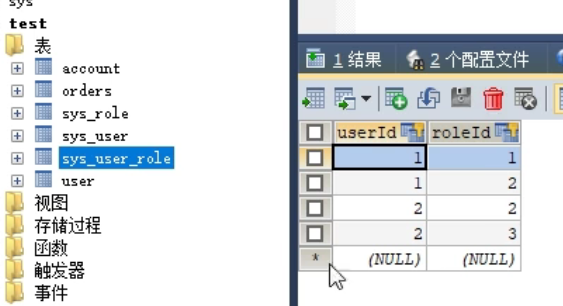 sys
test
表
account
orders
sys_role
sys_user
sys_user_role
user
视图
存储过程
函数
触发器
事件
1 结果
2 个配置文件
userId roleId
1 1
1 2
2 2
2 3
* (NULL) (NULL)